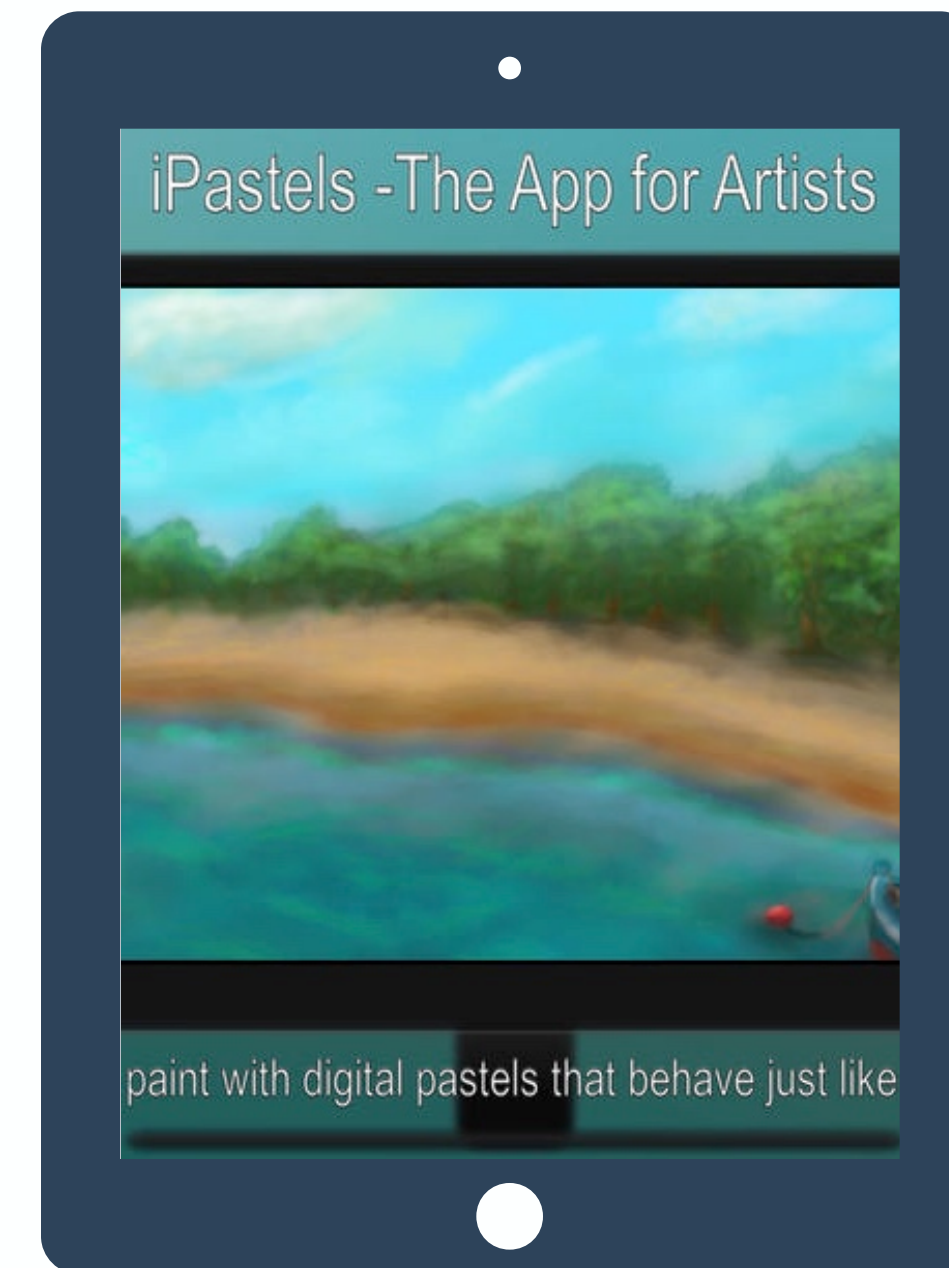 iPastels -The App for Artists
paint with digital pastels that behave just like